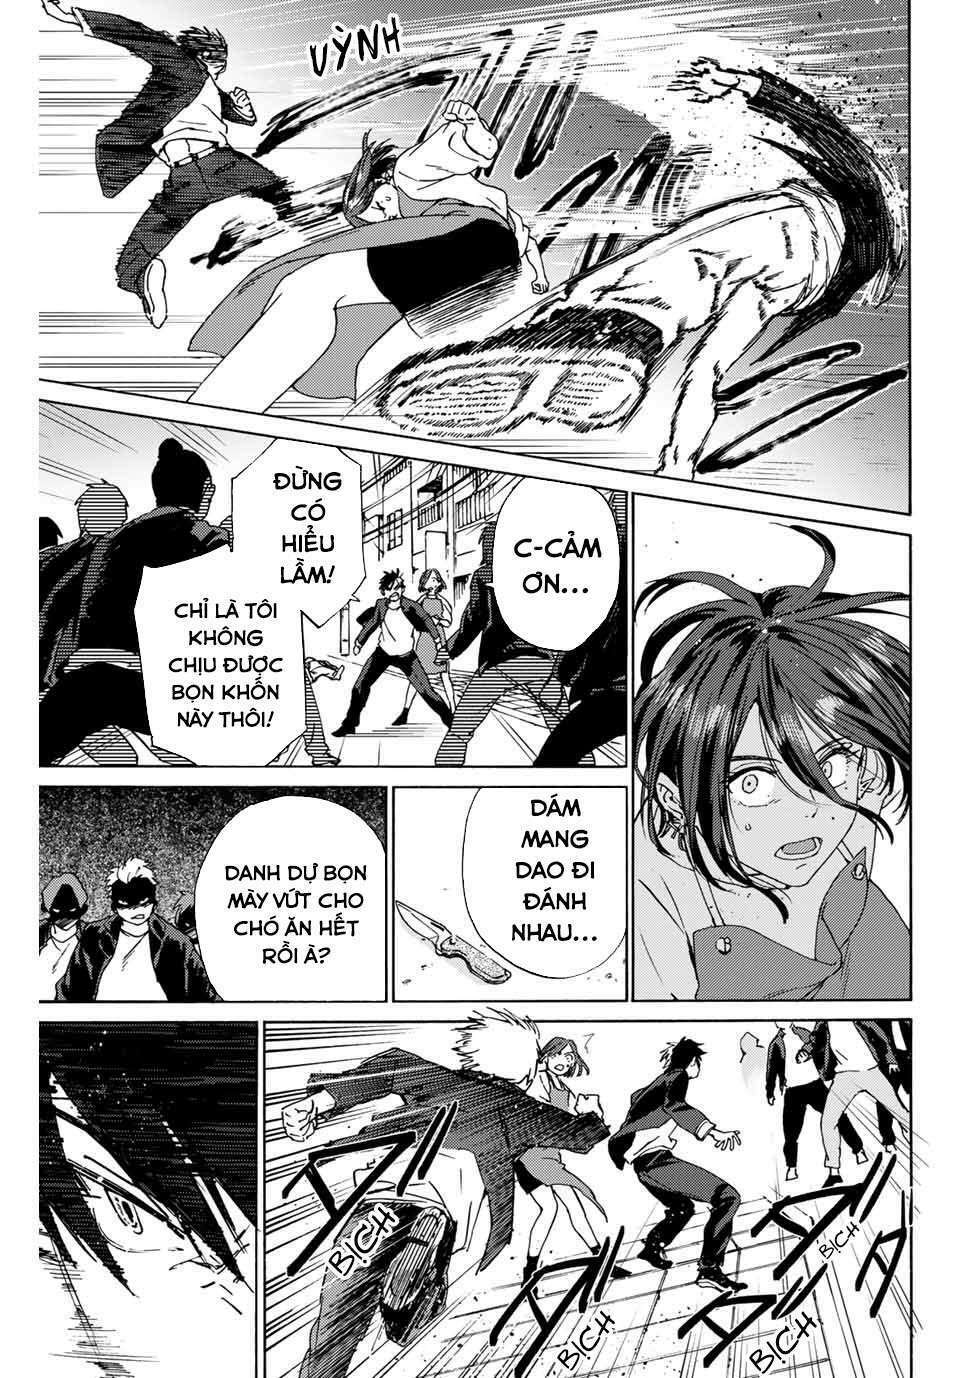 VÙỲNH
C-CẢM
ƠN...
ĐỪNG
CÓ
HIỂU
LẦM!
CHỈ LÀ TÔI
KHÔNG
CHỊU ĐƯỢC
BỌN KHỐN
NÀY THÔI!
DÁM
MANG
DAO ĐI
ĐÁNH
NHAU...
DANH DỰ BỌN
MÀY VỨT CHO
CHÓ ĂN HẾT
RỒI À?
BỊCH
BỊCH
BỊCH
BỊCH